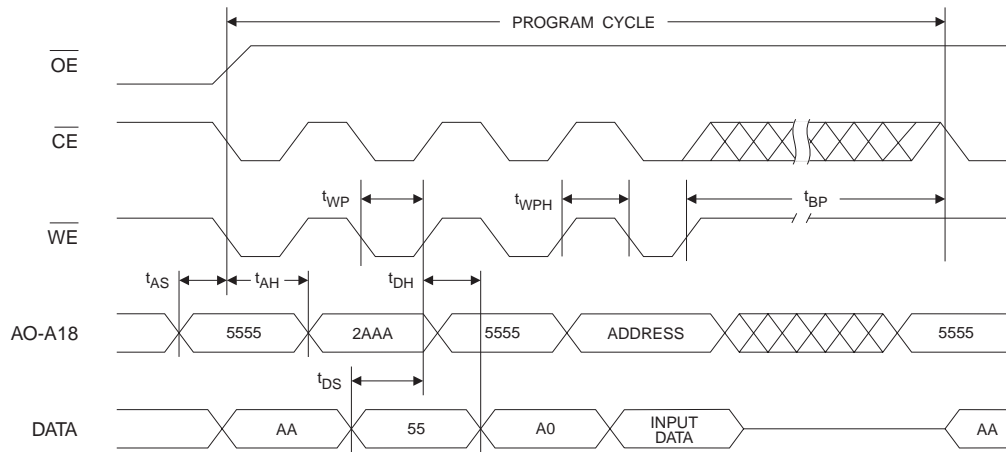 PROGRAM CYCLE
OE
CE
tWP
tWPH
tBP
WE
tAS
tAH
tDH
AO-A18
5555
2AAA
5555
ADDRESS
5555
tDS
DATA
AA
55
A0
INPUT
DATA
AA